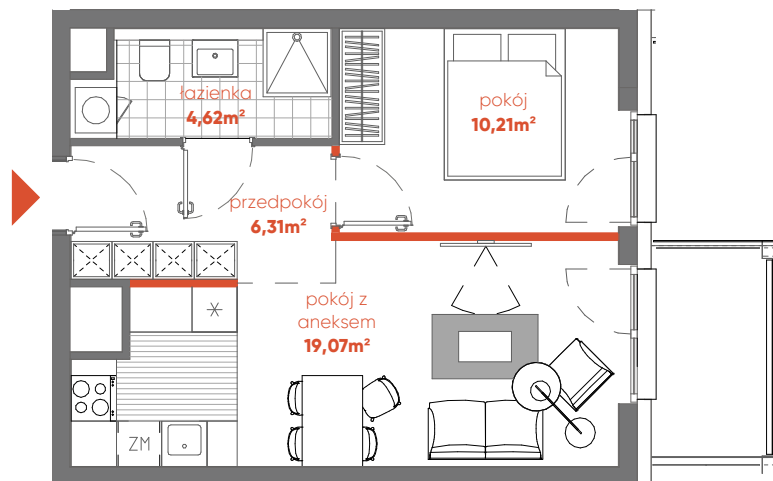 łazienka
4,62m²
pokój
10,21m²
przedpokój
6,31m²
pokój z
aneksem
19,07m²
ZM